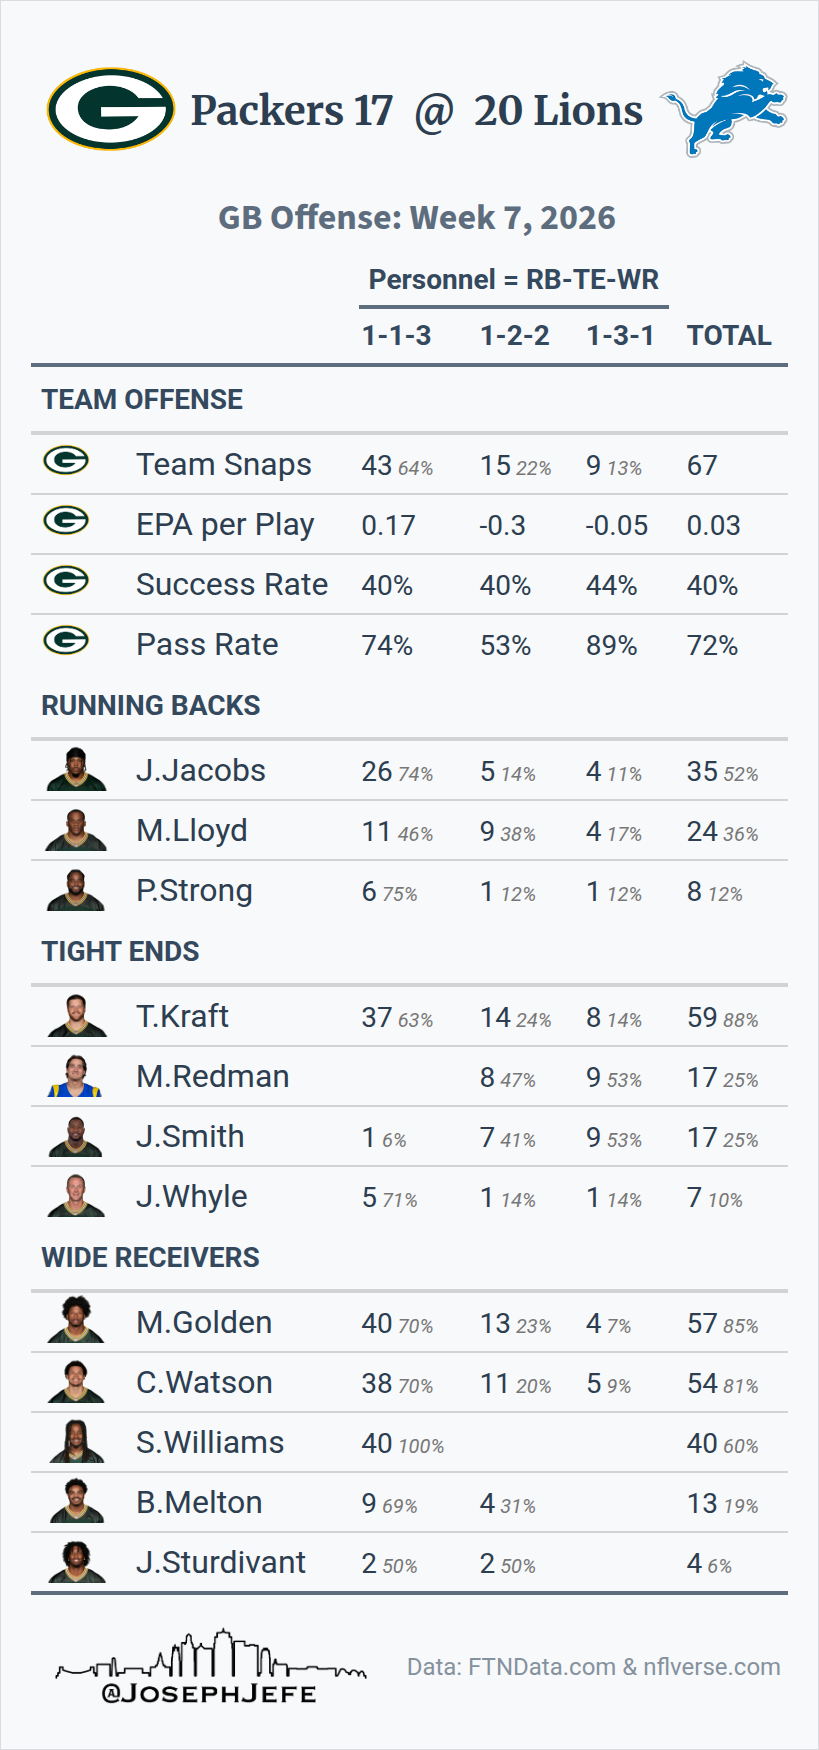 Packers 17 @ 20 Lions
GB Offense: Week 7, 2026
Personnel = RB-TE-WR
1-1-3 1-2-2 1-3-1 TOTAL
TEAM OFFENSE
Team Snaps 43 64% 15 22% 9 13% 67
EPA per Play 0.17 -0.3 -0.05 0.03
Success Rate 40% 40% 44% 40%
Pass Rate 74% 53% 89% 72%
RUNNING BACKS
J.Jacobs 26 74% 5 14% 4 11% 35 52%
M.Lloyd 11 46% 9 38% 4 17% 24 36%
P.Strong 6 75% 1 12% 1 12% 8 12%
TIGHT ENDS
T.Kraft 37 63% 14 24% 8 14% 59 88%
M.Redman 8 47% 9 53% 17 25%
J.Smith 1 6% 7 41% 9 53% 17 25%
J.Whyle 5 71% 1 14% 1 14% 7 10%
WIDE RECEIVERS
M.Golden 40 70% 13 23% 4 7% 57 85%
C.Watson 38 70% 11 20% 5 9% 54 81%
S.Williams 40 100% 40 60%
B.Melton 9 69% 4 31% 13 19%
J.Sturdivant 2 50% 2 50% 4 6%
@JOSEPHJEFE
Data: FTNData.com & nflverse.com